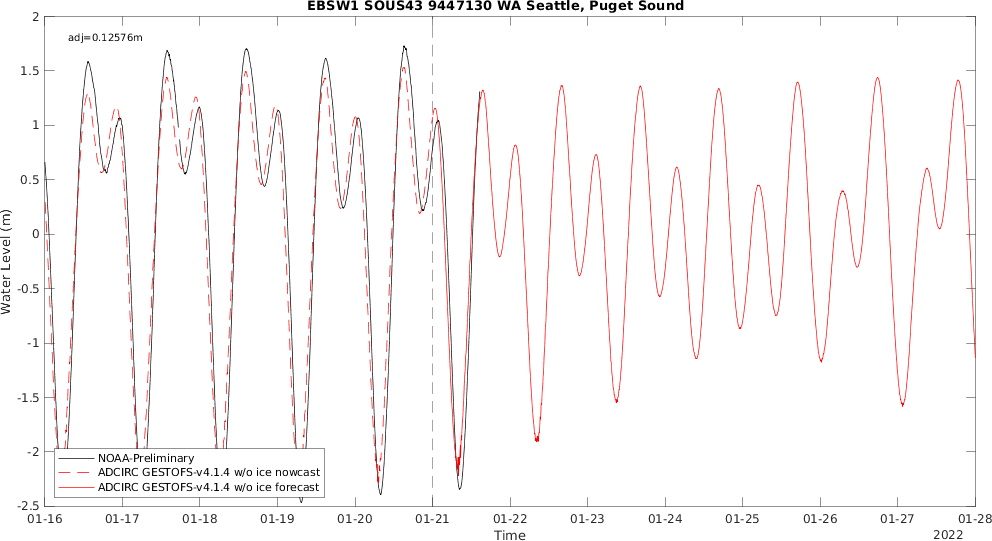 EBSW1 SOUS43 9447130 WA Seattle, Puget Sound
adj=0.12576m
Water Level (m)
2
1.5
1
0.5
0
-0.5
-1
-1.5
-2
-2.5
NOAA-Preliminary
ADCIRC GESTOFS-v4.1.4 w/o ice nowcast
ADCIRC GESTOFS-v4.1.4 w/o ice forecast
01-16 01-17 01-18 01-19 01-20 01-21 01-22 01-23 01-24 01-25 01-26 01-27 01-28
Time
2022